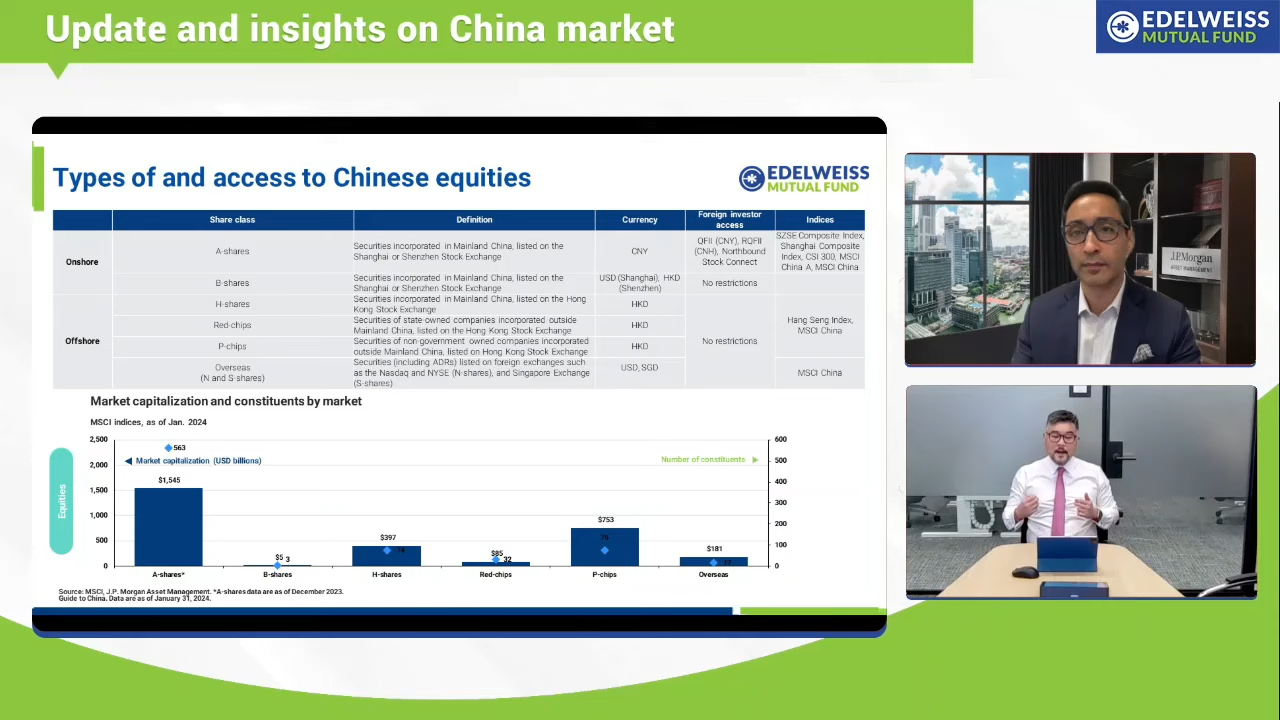 Update and insights on China market
EDELWEISS
MUTUAL FUND
Types of and access to Chinese equities
EDELWEISS
MUTUAL FUND
Share class
Definition
Currency
Foreign investor
access
Indices
Onshore
A-shares
Securities incorporated in Mainland China, listed on the
Shanghai or Shenzhen Stock Exchange
CNY
QFII (CNY), RQFII
(CNH), Northbound
Stock Connect
SZSE Composite Index,
Shanghai Composite
Index, CSI 300, MSCI
China A, MSCI China
B-shares
Securities incorporated in Mainland China, listed on the
Shanghai or Shenzhen Stock Exchange
USD (Shanghai), HKD
(Shenzhen)
No restrictions
Offshore
H-shares
Securities incorporated in Mainland China, listed on the Hong
Kong Stock Exchange
HKD
Red-chips
Securities of state-owned companies incorporated outside
Mainland China, listed on the Hong Kong Stock Exchange
HKD
P-chips
Securities of non-government owned companies incorporated
outside Mainland China, listed on Hong Kong Stock Exchange
HKD
Overseas
(N and S-shares)
Securities (including ADRs) listed on foreign exchanges such
as the Nasdaq and NYSE (N-shares), and Singapore Exchange
(S-shares)
USD, SGD
No restrictions
Hang Seng Index,
MSCI China
MSCI China
Market capitalization and constituents by market
MSCI indices, as of Jan. 2024
Equities
Market capitalization (USD billions)
Number of constituents
2,500
2,000
1,500
1,000
500
0
600
500
400
300
200
100
0
563
$1,545
$5
3
$397
$85
32
$753
75
$181
A-shares*
B-shares
H-shares
Red-chips
P-chips
Overseas
Source: MSCI, J.P. Morgan Asset Management. *A-shares data are as of December 2023.
Guide to China. Data are as of January 31, 2024.
J.P.Morgan
ASSET MANAGEMENT